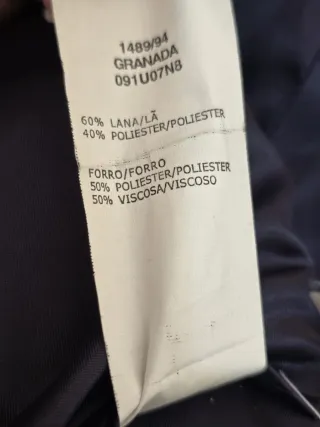 1489/94
GRANADA
091U07N8
60% LANA/LÃ
40% POLIESTER/POLIESTER
FORRO/FORRO
50% POLIESTER/POLIESTER
50% VISCOSA/VISCOSO